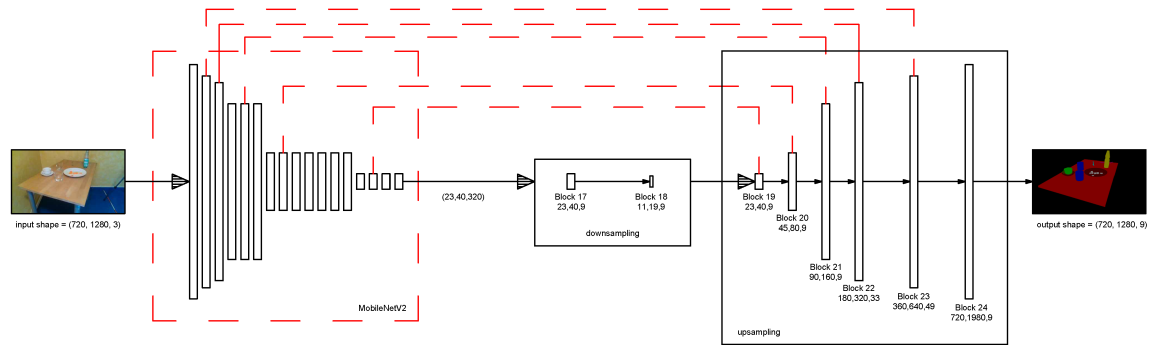 input shape = (720, 1280, 3)
MobileNetV2
(23,40,320)
Block 17
23,40,9
Block 18
11,19,9
downsampling
Block 19
23,40,9
Block 20
45,80,9
Block 21
90,160,9
Block 22
180,320,33
Block 23
360,640,49
Block 24
720,1980,9
upsampling
output shape = (720, 1280, 9)